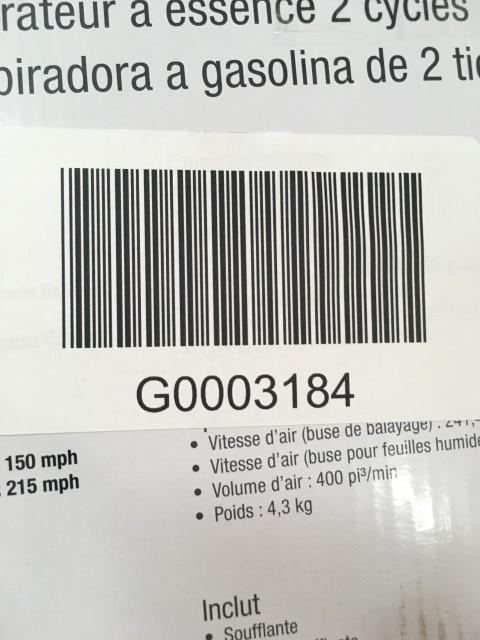 rateur à essence 2 cycles
piradora a gasolina de 2
G0003184
150 mph
215 mph
• Vitesse d'air (buse de balayage) : 241,
• Vitesse d'air (buse pour feuilles humide
• Volume d'air : 400 pi³/min
• Poids : 4,3 kg
Inclut
• Soufflante